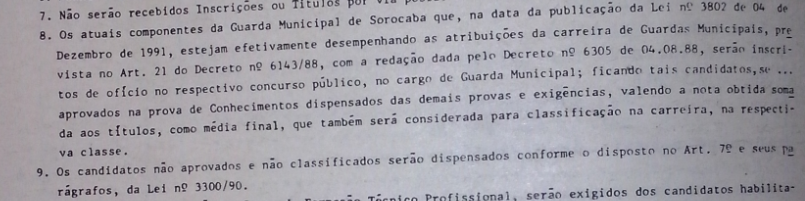 7. Não serão recebidos Inscrições ou Títulos por via
8. Os atuais componentes da Guarda Municipal de Sorocaba que, na data da publicação da Lei nº 3802 de 04 de
Dezembro de 1991, estejam efetivamente desempenhando as atribuições da carreira de Guardas Municipais, pre
vista no Art. 21 do Decreto nº 6143/88, com a redação dada pelo Decreto nº 6305 de 04.08.88, serão inscri-
tos de ofício no respectivo concurso público, no cargo de Guarda Municipal; ficando tais candidatos, se ...
aprovados na prova de Conhecimentos dispensados das demais provas e exigências, valendo a nota obtida soma
da aos títulos, como média final, que também será considerada para classificação na carreira, na respecti-
va classe.
9. Os candidatos não aprovados e não classificados serão dispensados conforme o disposto no Art. 7º e seus pa
rágrafos, da Lei nº 3300/90.
Técnico Profissional, serão exigidos dos candidatos habilita-